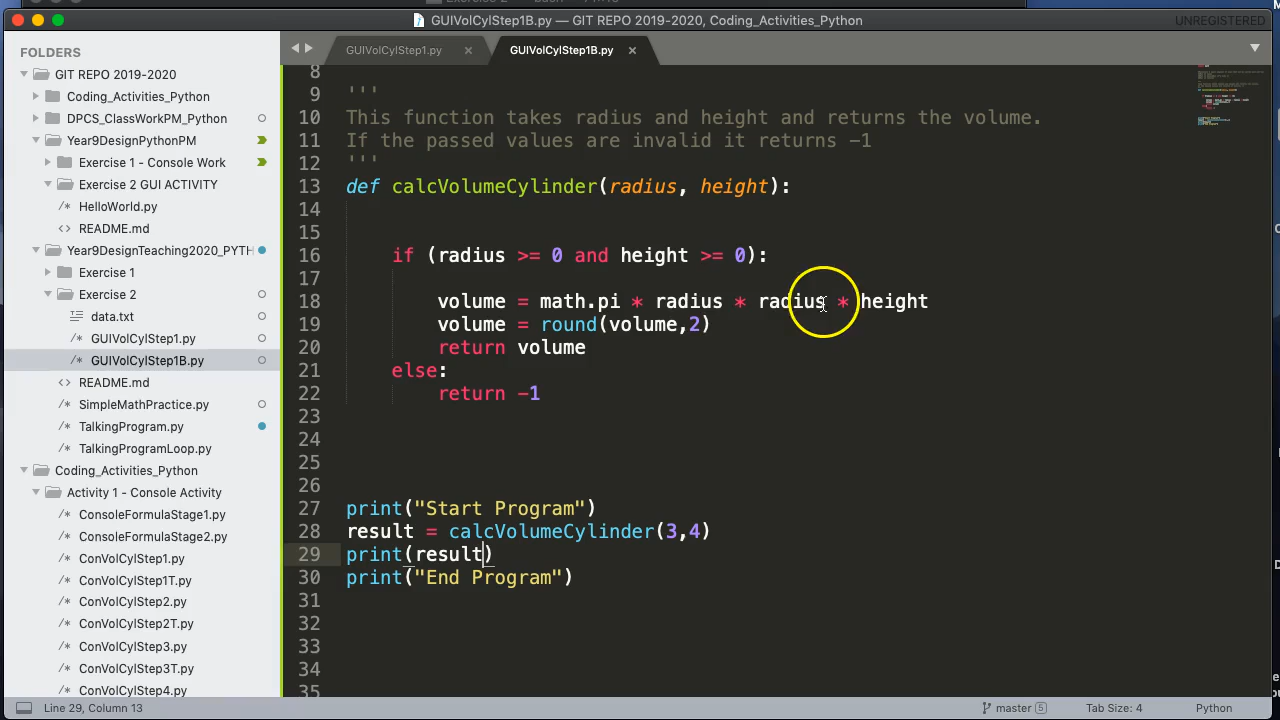 GUIVolCylStep1B.py — GIT REPO 2019-2020, Coding_Activities_Python
UNREGISTERED
FOLDERS
GIT REPO 2019-2020
Coding_Activities_Python
DPCS_ClassWorkPM_Python
Year9DesignPythonPM
Exercise 1 - Console Work
Exercise 2 GUI ACTIVITY
HelloWorld.py
README.md
Year9DesignTeaching2020_PYTH
Exercise 1
Exercise 2
data.txt
GUIVolCylStep1.py
GUIVolCylStep1B.py
README.md
SimpleMathPractice.py
TalkingProgram.py
TalkingProgramLoop.py
Coding_Activities_Python
Activity 1 - Console Activity
ConsoleFormulaStage1.py
ConsoleFormulaStage2.py
ConVolCylStep1.py
ConVolCylStep1T.py
ConVolCylStep2.py
ConVolCylStep2T.py
ConVolCylStep3.py
ConVolCylStep3T.py
ConVolCylStep4.py
GUIVolCylStep1.py × GUIVolCylStep1B.py ×
8
9 '''
10 This function takes radius and height and returns the volume.
11 If the passed values are invalid it returns -1
12 '''
13 def calcVolumeCylinder(radius, height):
14
15
16 if (radius >= 0 and height >= 0):
17
18 volume = math.pi * radius * radius * height
19 volume = round(volume,2)
20 return volume
21 else:
22 return -1
23
24
25
26
27 print("Start Program")
28 result = calcVolumeCylinder(3,4)
29 print(result)
30 print("End Program")
31
32
33
34
35
Line 29, Column 13
master 5
Tab Size: 4
Python